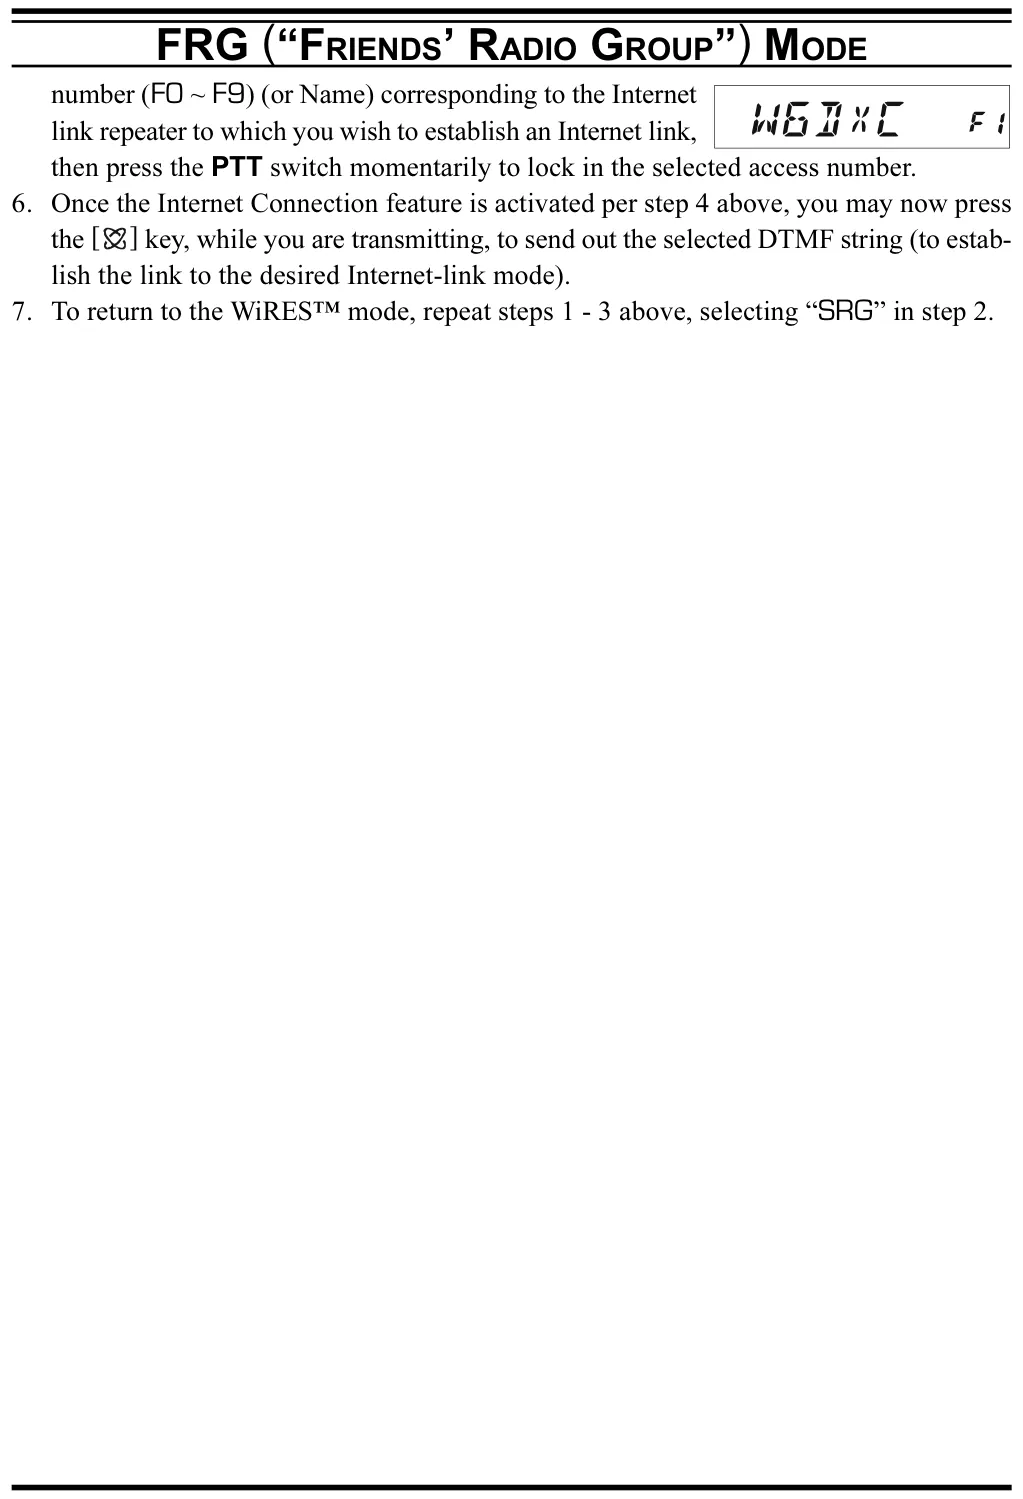 FRG (“FRIENDS’ RADIO GROUP”) MODE
number (F0 ~ F9) (or Name) corresponding to the Internet
link repeater to which you wish to establish an Internet link,
W6DXC F1
then press the PTT switch momentarily to lock in the selected access number.
6. Once the Internet Connection feature is activated per step 4 above, you may now press
the [ ] key, while you are transmitting, to send out the selected DTMF string (to estab-
lish the link to the desired Internet-link mode).
7. To return to the WiRES™ mode, repeat steps 1 - 3 above, selecting “SRG” in step 2.